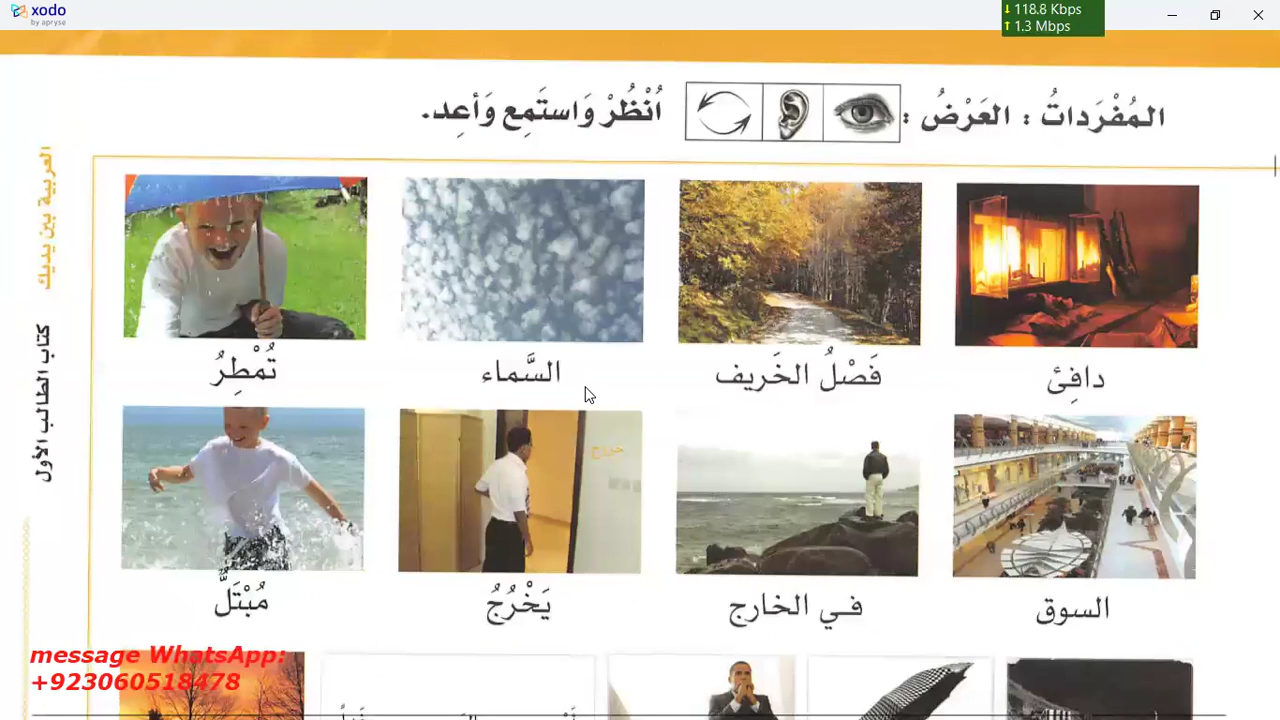 xodo
by apryse
↓ 118.8 Kbps
↑ 1.3 Mbps
المُفْرَداتُ : العَرْضُ : اُنْظُرْ وَاستَمِع وَأعِد.
العربية بين يديك
كتاب الطالب الأول
دافِئ
فَصْلُ الخَريف
السَّماء
تُمْطِرُ
السوق
في الخارج
يَخْرُجُ
مُبْتَلٌّ
message WhatsApp:
+923060518478